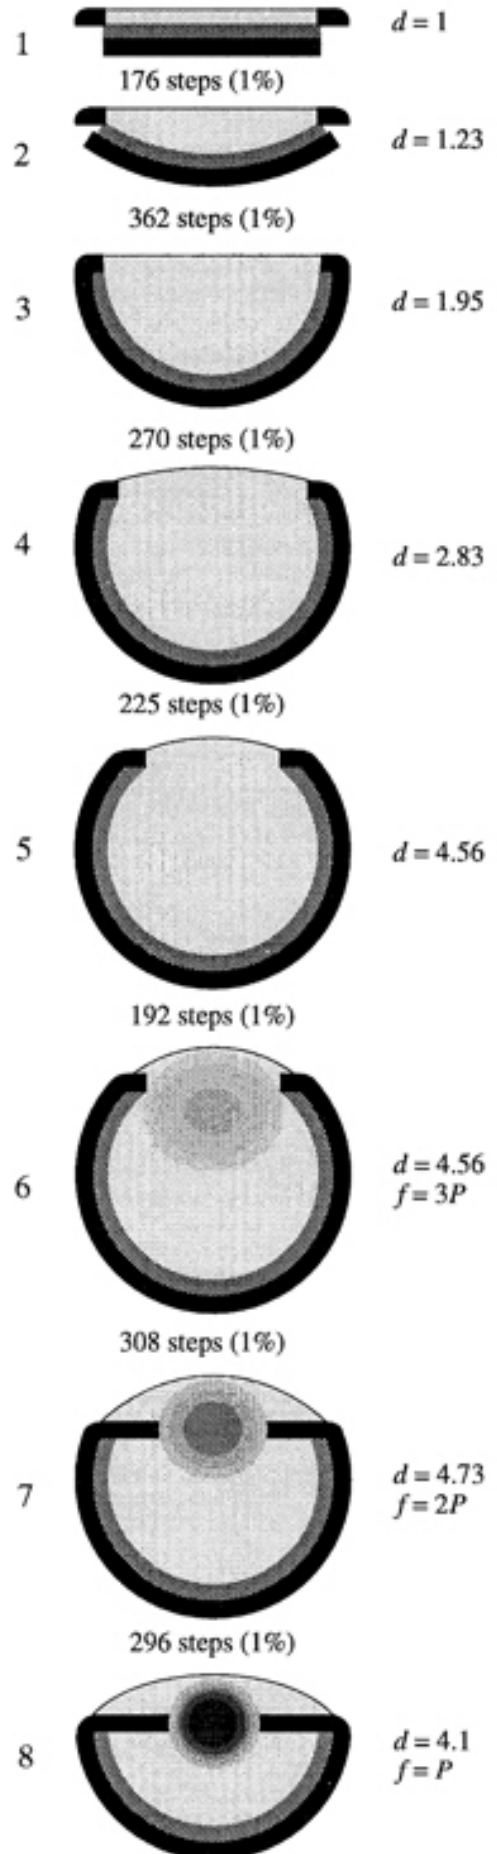 1
d = 1
176 steps (1%)
2
d = 1.23
362 steps (1%)
3
d = 1.95
270 steps (1%)
4
d = 2.83
225 steps (1%)
5
d = 4.56
192 steps (1%)
6
d = 4.56
f = 3P
308 steps (1%)
7
d = 4.73
f = 2P
296 steps (1%)
8
d = 4.1
f = P